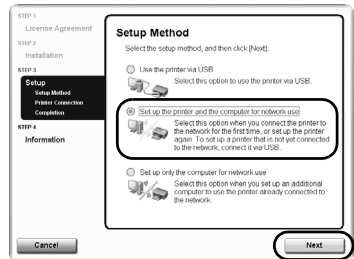 STEP 1
License Agreement
STEP 2
Installation
STEP 3
Setup
Setup Method
Printer Connection
Completion
STEP 4
Information
Setup Method
Select the setup method, and then click [Next].
Use the printer via USB
Select this option to use the printer via USB.
Set up the printer and the computer for network use
Select this option when you connect the printer to
the network for the first time, or set up the printer
again. To set up a printer that is not yet connected
to the network, connect it via USB.
Set up only the computer for network use
Select this option when you set up an additional
computer to use the printer already connected to
the network.
Cancel
Next